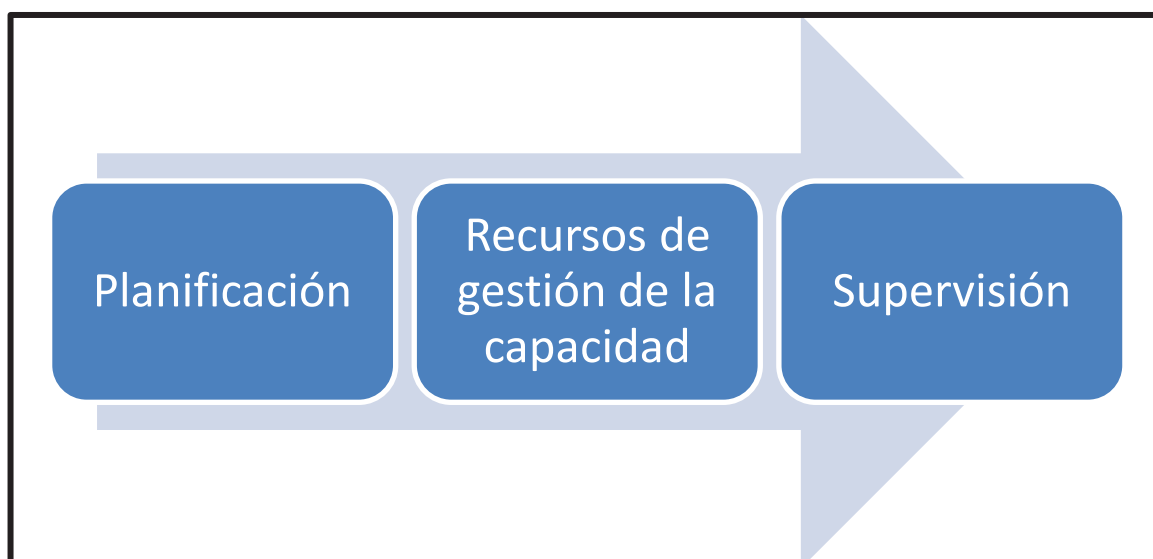 Planificación
Recursos de
gestión de la
capacidad
Supervisión